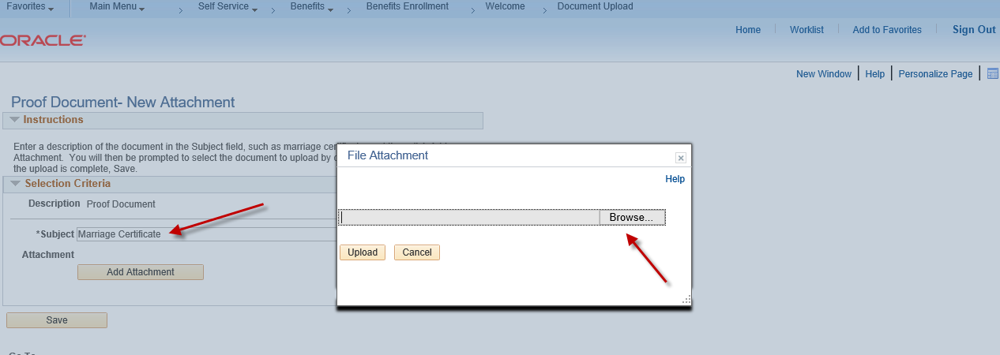 Favorites Main Menu Self Service Benefits Benefits Enrollment Welcome Document Upload
ORACLE
Home Worklist Add to Favorites Sign Out
New Window Help Personalize Page
Proof Document- New Attachment
Instructions
Enter a description of the document in the Subject field, such as marriage
Attachment. You will then be prompted to select the document to upload by
the upload is complete, Save.
Selection Criteria
Description Proof Document
*Subject Marriage Certificate
Attachment
Add Attachment
Save
File Attachment
Help
Browse...
Upload Cancel